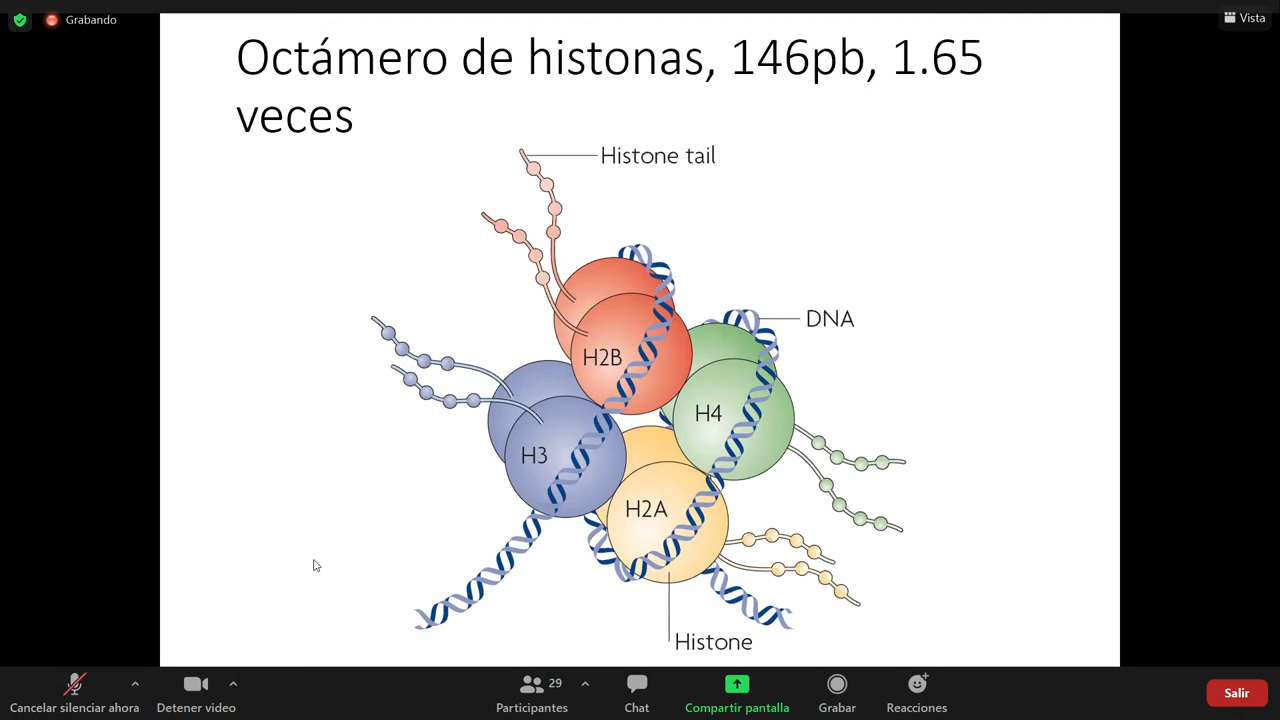 Grabando
Vista
Octámero de histonas, 146pb, 1.65
veces
Histone tail
DNA
H2B
H4
H3
H2A
Histone
29
Cancelar silenciar ahora
Detener video
Participantes
Chat
Compartir pantalla
Grabar
Reacciones
Salir